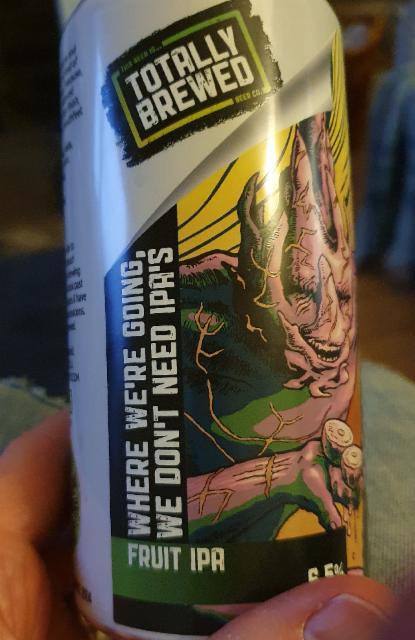 THIS BEER IS...
TOTALLY
BREWED
BEER CO.
WHERE WE'RE GOING,
WE DON'T NEED IPA'S
FRUIT IPA
6.5%